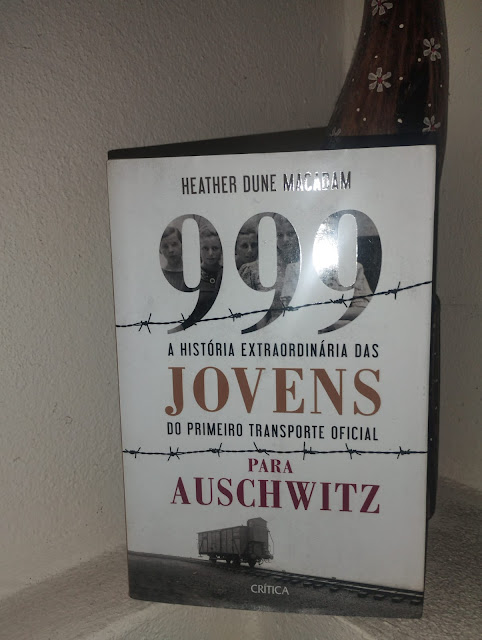 HEATHER DUNE MACADAM
999
A HISTÓRIA EXTRAORDINÁRIA DAS
JOVENS
DO PRIMEIRO TRANSPORTE OFICIAL
PARA
AUSCHWITZ
CRÍTICA